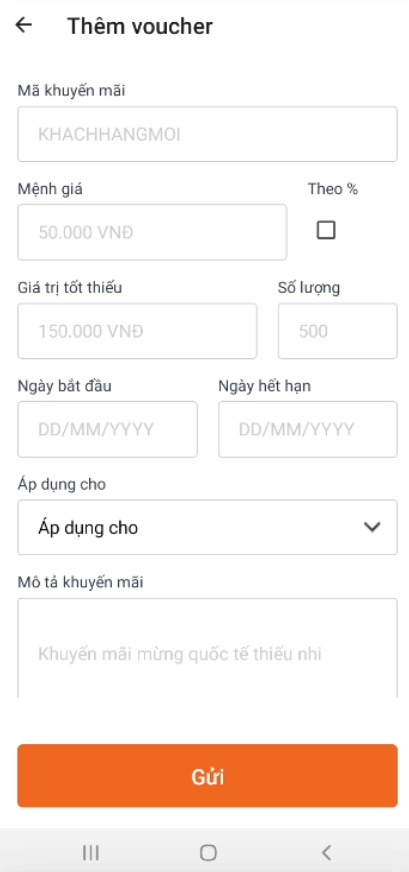 Thêm voucher
Mã khuyến mãi
KHACHHANGMOI
Mệnh giá
Theo %
50.000 VNĐ
Giá trị tốt thiếu
Số lượng
150.000 VNĐ
500
Ngày bắt đầu
Ngày hết hạn
DD/MM/YYYY
DD/MM/YYYY
Áp dụng cho
Áp dụng cho
Mô tả khuyến mãi
Khuyến mãi mừng quốc tế thiếu nhi
Gửi